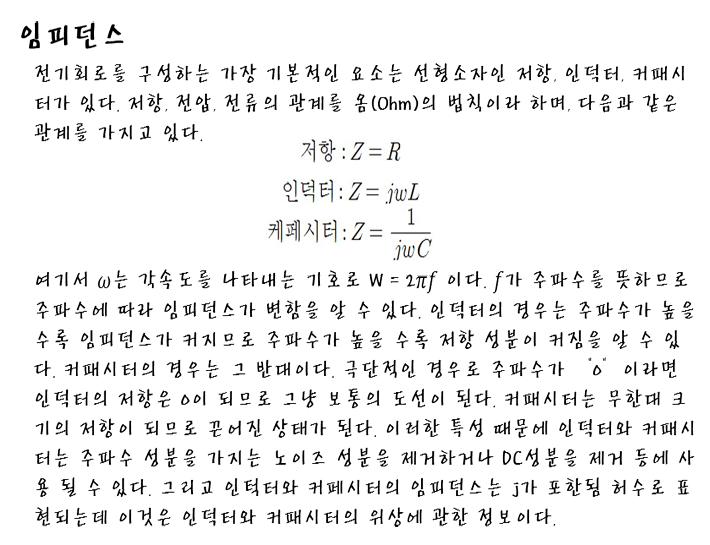 임피던스
전기회로를 구성하는 가장 기본적인 요소는 선형소자인 저항, 인덕터, 커패시
터가 있다. 저항, 전압, 전류의 관계를 옴(Ohm)의 법칙이라 하며, 다음과 같은
관계를 가지고 있다.
저항 : Z = R
인덕터 : Z = jwL
케페시터 : Z = 1/jwC
여기서 ω는 각속도를 나타내는 기호로 W = 2πf 이다. f가 주파수를 뜻하므로
주파수에 따라 임피던스가 변함을 알 수 있다. 인덕터의 경우는 주파수가 높을
수록 임피던스가 커지므로 주파수가 높을 수록 저항 성분이 커짐을 알 수 있
다. 커패시터의 경우는 그 반대이다. 극단적인 경우로 주파수가 "0" 이라면
인덕터의 저항은 0이 되므로 그냥 보통의 도선이 된다. 커패시터는 무한대 크
기의 저항이 되므로 끈어진 상태가 된다. 이러한 특성 때문에 인덕터와 커패시
터는 주파수 성분을 가지는 노이즈 성분을 제거하거나 DC성분을 제거 등에 사
용 될 수 있다. 그리고 인턱터와 커페시터의 임피던스는 j가 포한됨 허수로 표
현되는데 이것은 인덕터와 커패시터의 위상에 관한 정보이다.